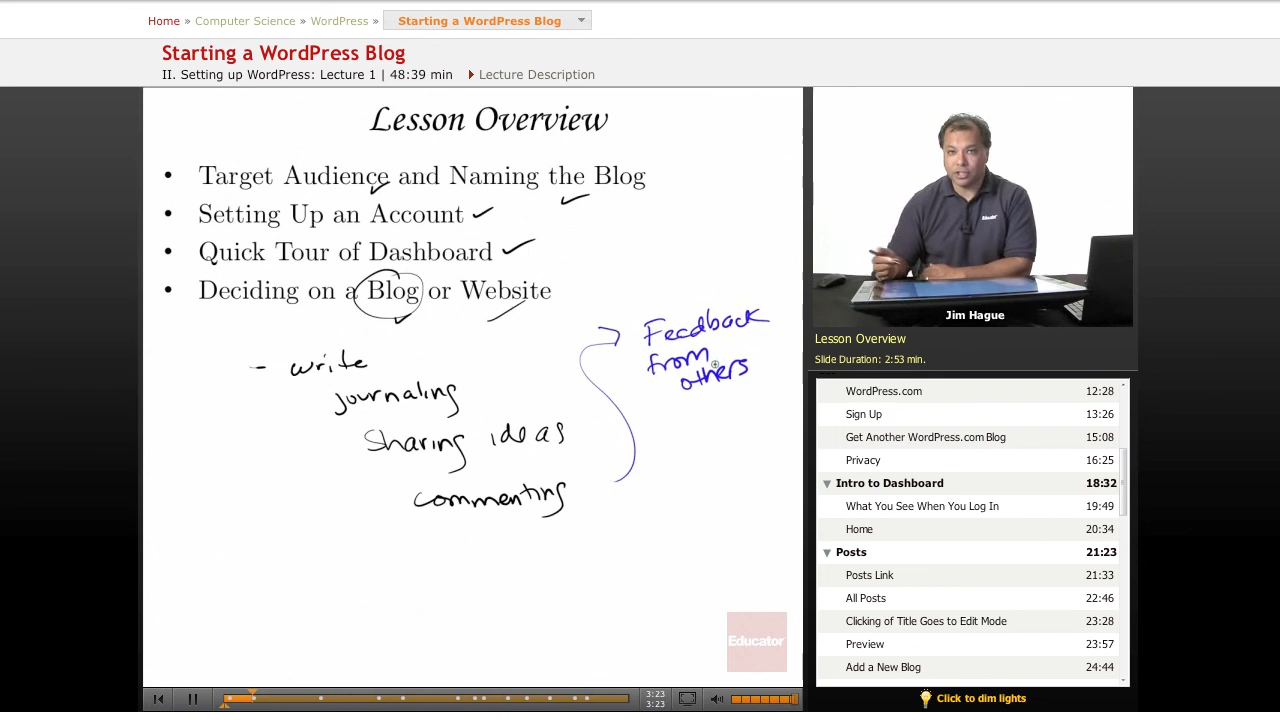 Home » Computer Science » WordPress » Starting a WordPress Blog
Starting a WordPress Blog
II. Setting up WordPress: Lecture 1 | 48:39 min Lecture Description
Lesson Overview
• Target Audience and Naming the Blog
• Setting Up an Account
• Quick Tour of Dashboard
• Deciding on a Blog or Website
- write
journaling
sharing ideas
commenting
Feedback
from
others
Educator
3:23
3:23
Educator
Jim Hague
Lesson Overview
Slide Duration: 2:53 min.
WordPress.com 12:28
Sign Up 13:26
Get Another WordPress.com Blog 15:08
Privacy 16:25
Intro to Dashboard 18:32
What You See When You Log In 19:49
Home 20:34
Posts 21:23
Posts Link 21:33
All Posts 22:46
Clicking of Title Goes to Edit Mode 23:28
Preview 23:57
Add a New Blog 24:44
Click to dim lights